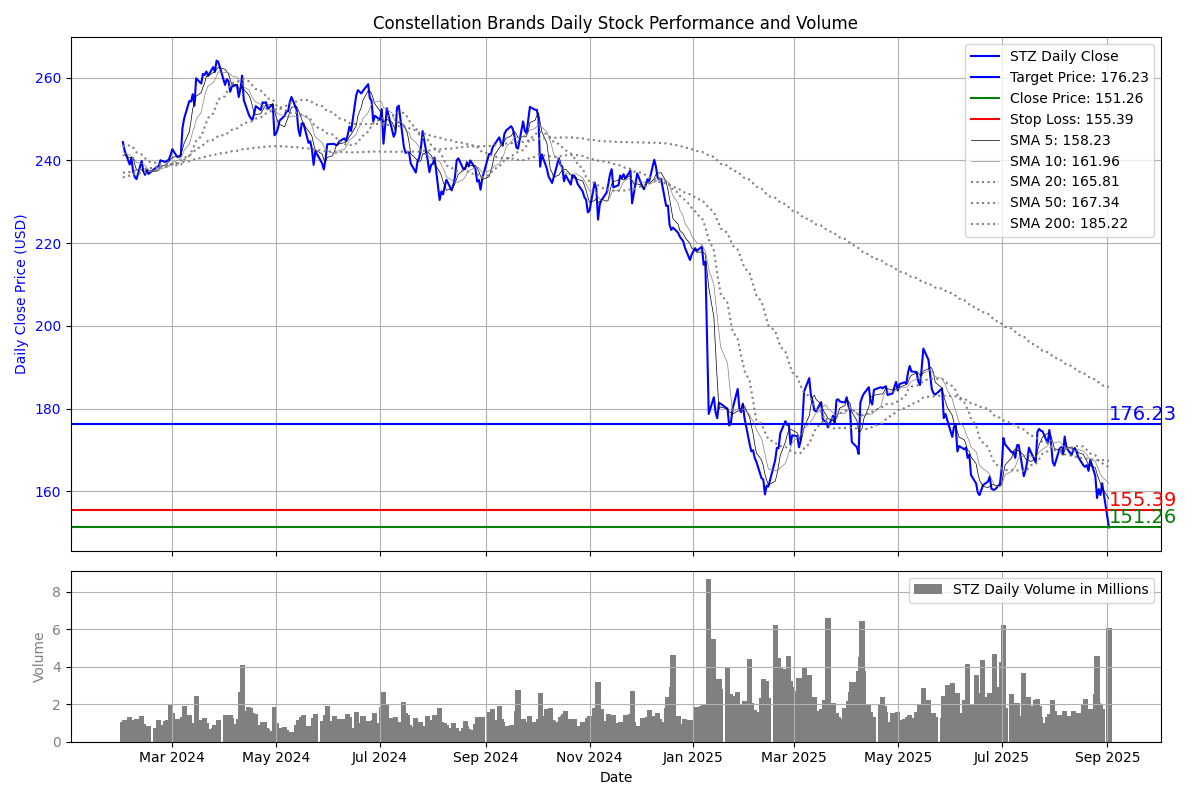 Constellation Brands Daily Stock Performance and Volume
Daily Close Price (USD)
260
240
220
200
180
160
STZ Daily Close
Target Price: 176.23
Close Price: 151.26
Stop Loss: 155.39
SMA 5: 158.23
SMA 10: 161.96
SMA 20: 165.81
SMA 50: 167.34
SMA 200: 185.22
176.23
155.39
151.26
Volume
8
6
4
2
0
STZ Daily Volume in Millions
Mar 2024 May 2024 Jul 2024 Sep 2024 Nov 2024 Jan 2025 Mar 2025 May 2025 Jul 2025 Sep 2025
Date